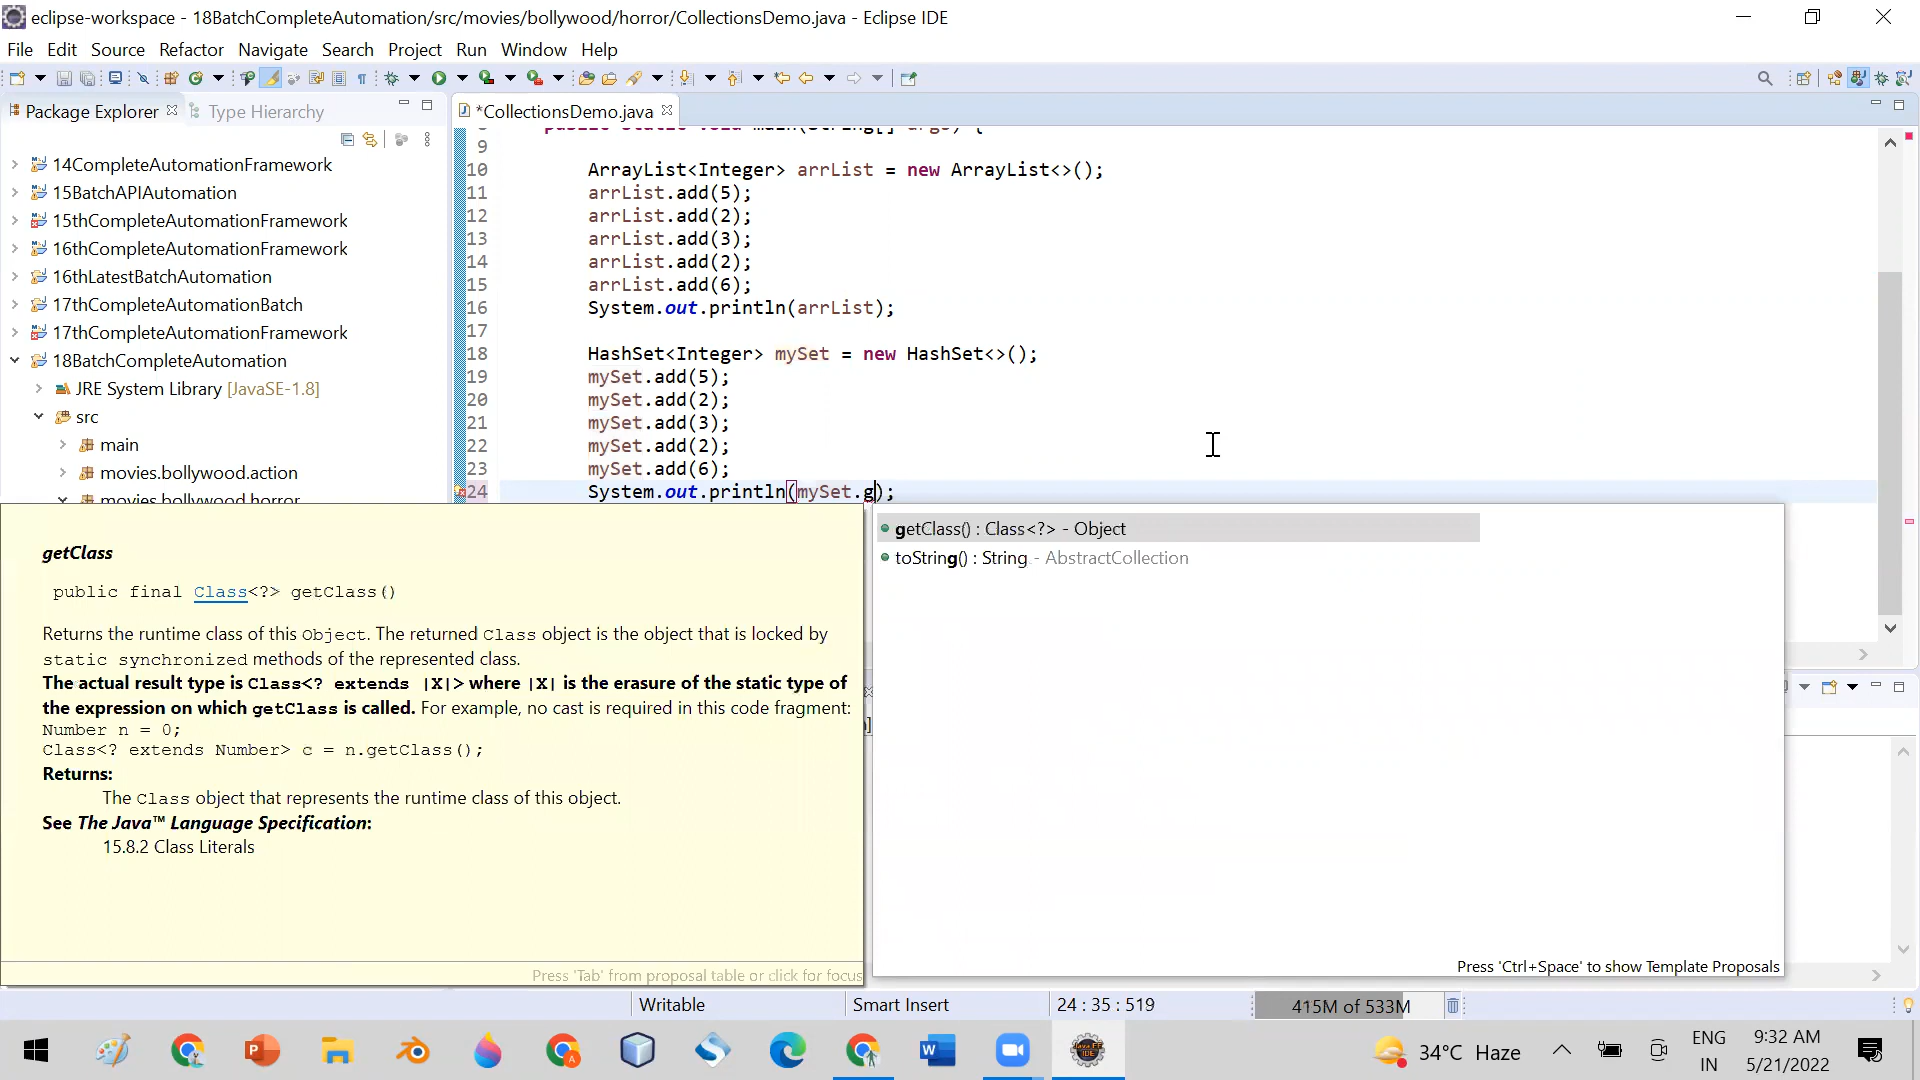 eclipse-workspace - 18BatchCompleteAutomation/src/movies/bollywood/horror/CollectionsDemo.java - Eclipse IDE
File Edit Source Refactor Navigate Search Project Run Window Help
Package Explorer Type Hierarchy
*CollectionsDemo.java
14CompleteAutomationFramework
15BatchAPIAutomation
15thCompleteAutomationFramework
16thCompleteAutomationFramework
16thLatestBatchAutomation
17thCompleteAutomationBatch
17thCompleteAutomationFramework
18BatchCompleteAutomation
JRE System Library [JavaSE-1.8]
src
main
movies.bollywood.action
movies.bollywood.horror
8 public static void main(String[] args) {
9
10 ArrayList<Integer> arrList = new ArrayList<>();
11 arrList.add(5);
12 arrList.add(2);
13 arrList.add(3);
14 arrList.add(2);
15 arrList.add(6);
16 System.out.println(arrList);
17
18 HashSet<Integer> mySet = new HashSet<>();
19 mySet.add(5);
20 mySet.add(2);
21 mySet.add(3);
22 mySet.add(2);
23 mySet.add(6);
24 System.out.println(mySet.g);
getClass
public final Class<?> getClass()
Returns the runtime class of this Object. The returned Class object is the object that is locked by
static synchronized methods of the represented class.
The actual result type is Class<? extends |X|> where |X| is the erasure of the static type of
the expression on which getClass is called. For example, no cast is required in this code fragment:
Number n = 0;
Class<? extends Number> c = n.getClass();
Returns:
The Class object that represents the runtime class of this object.
See The Java™ Language Specification:
15.8.2 Class Literals
Press 'Tab' from proposal table or click for focus
getClass() : Class<?> - Object
toString() : String - AbstractCollection
Press 'Ctrl+Space' to show Template Proposals
Writable Smart Insert 24 : 35 : 519 415M of 533M
34°C Haze
ENG
IN
9:32 AM
5/21/2022